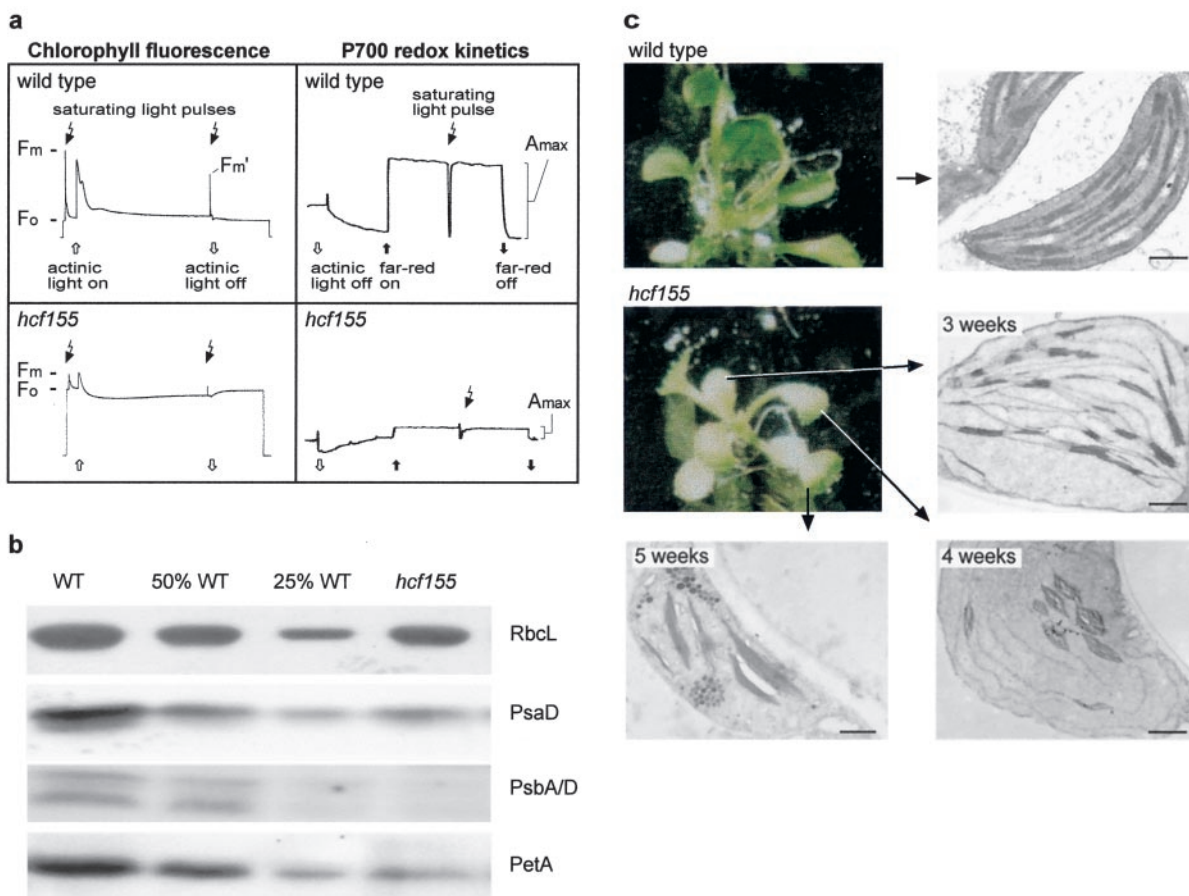 a
Chlorophyll fluorescence
P700 redox kinetics
wild type
saturating light pulses
Fm
Fm'
Fo
actinic light on
actinic light off
wild type
saturating light pulse
Amax
actinic light off
far-red on
far-red off
hcf155
Fm
Fo
hcf155
Amax
b
WT 50% WT 25% WT hcf155
RbcL
PsaD
PsbA/D
PetA
c
wild type
hcf155
3 weeks
5 weeks
4 weeks